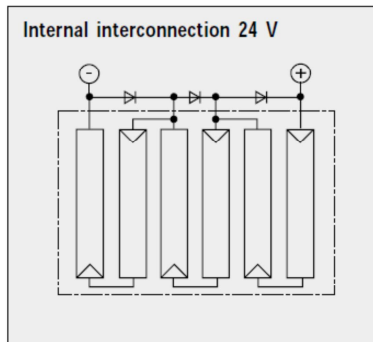 Internal interconnection 24 V
- +